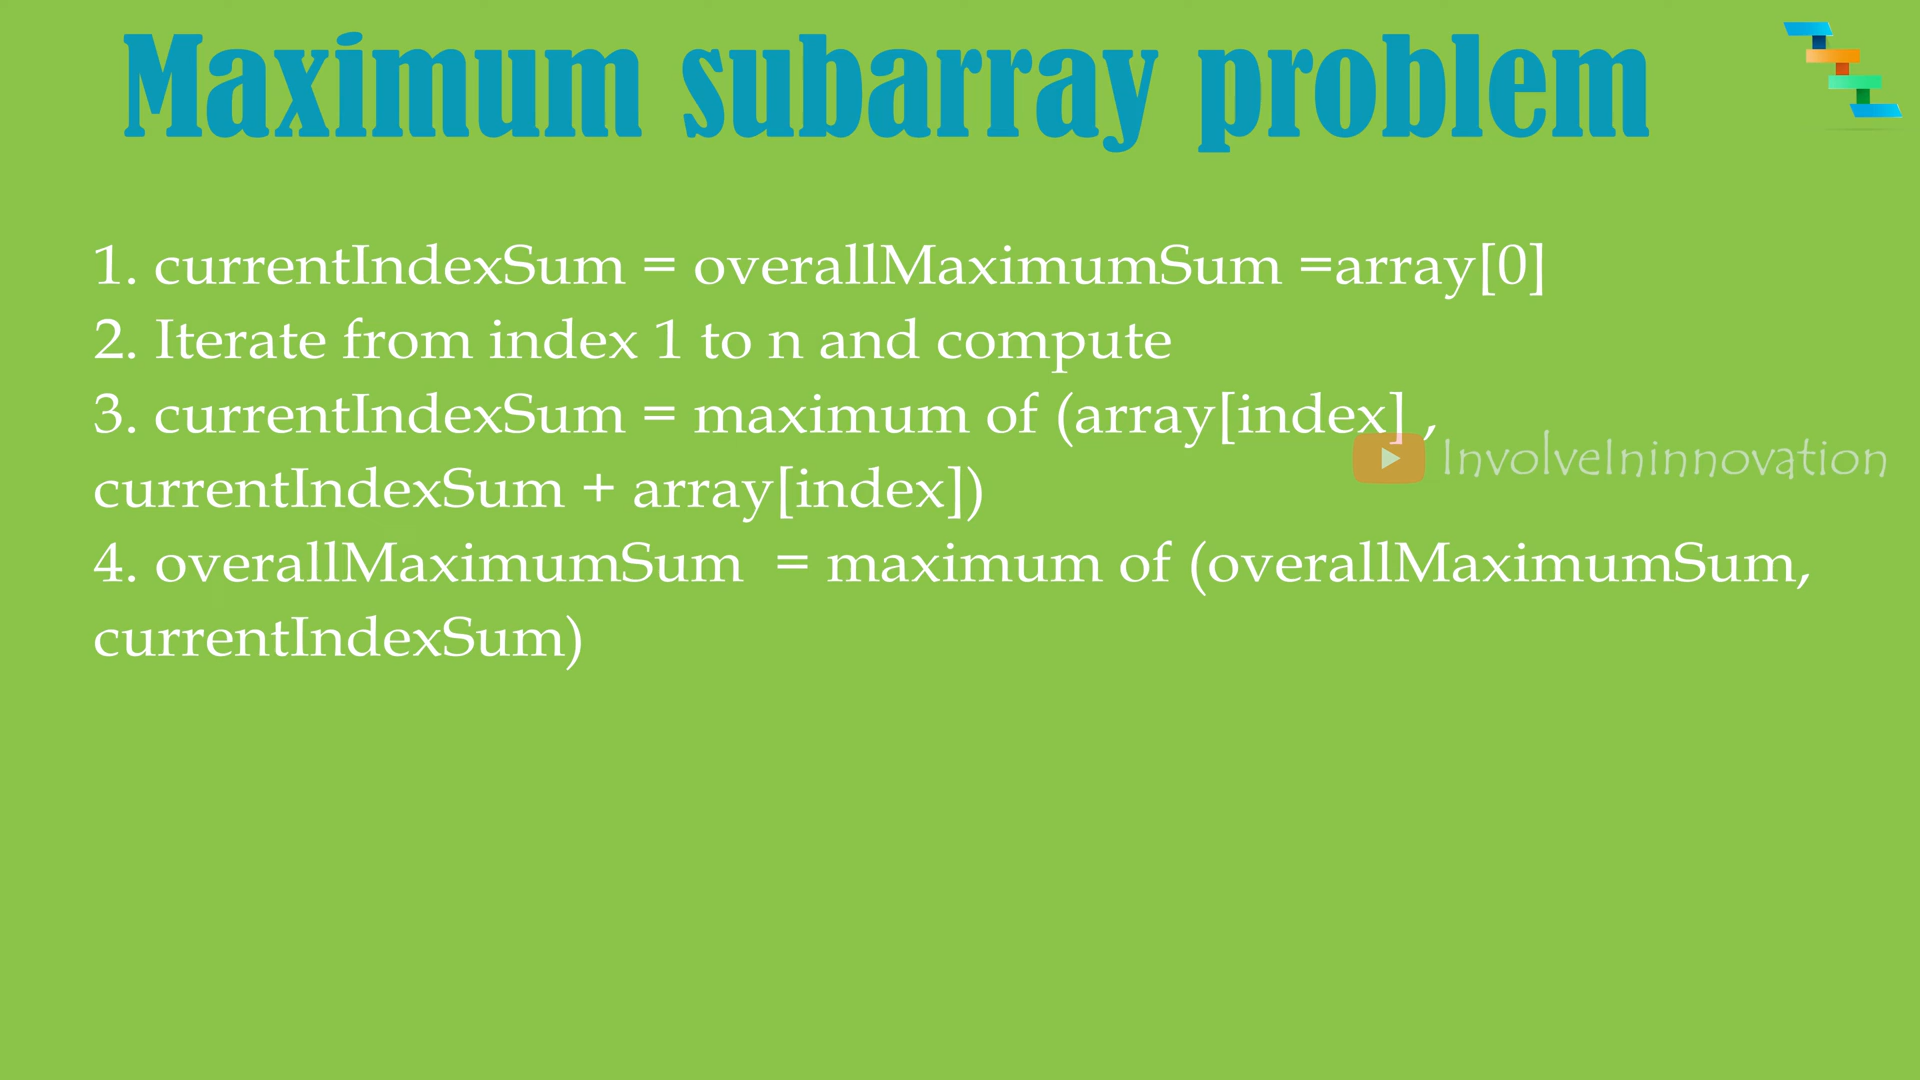 Maximum subarray problem
1. currentIndexSum = overallMaximumSum =array[0]
2. Iterate from index 1 to n and compute
3. currentIndexSum = maximum of (array[index] ,
InvolveIninnovation
currentIndexSum + array[index])
4. overallMaximumSum  = maximum of (overallMaximumSum,
currentIndexSum)